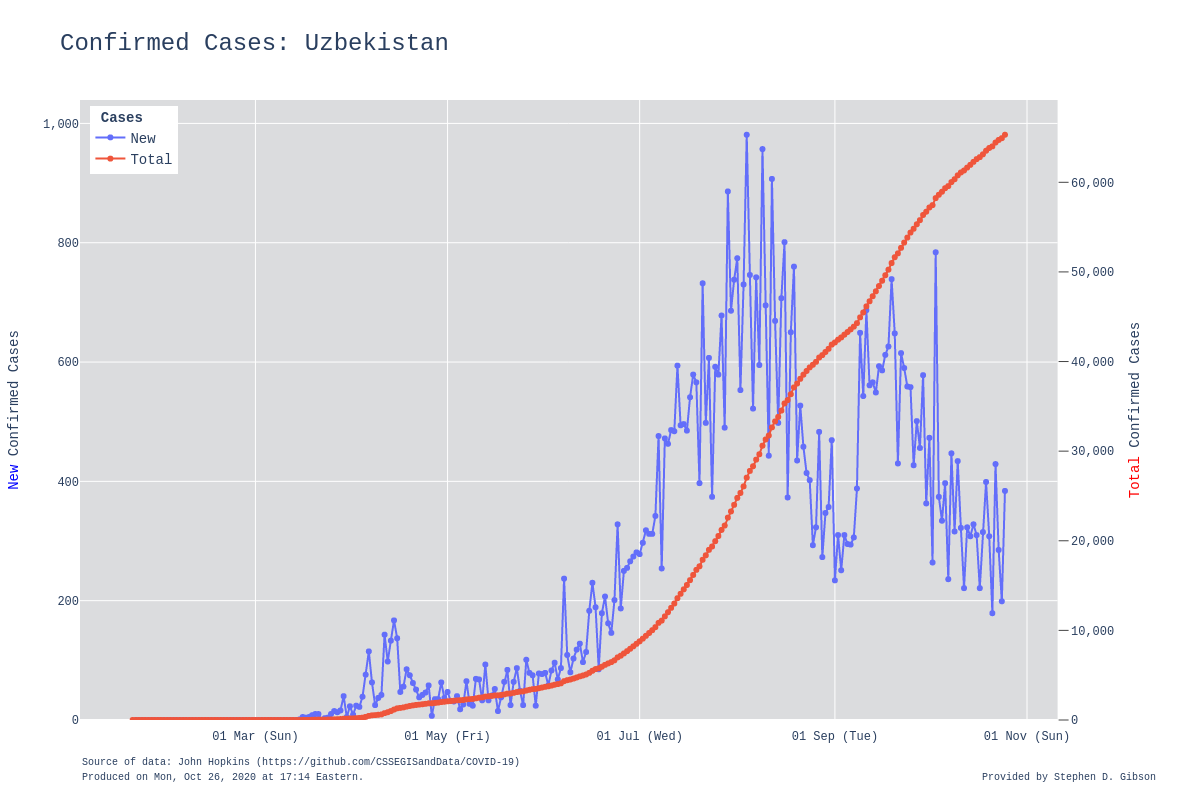 Confirmed Cases: Uzbekistan
Cases
New
Total
1,000
800
600
400
200
0
60,000
50,000
40,000
30,000
20,000
10,000
0
New Confirmed Cases
Total Confirmed Cases
01 Mar (Sun)
01 May (Fri)
01 Jul (Wed)
01 Sep (Tue)
01 Nov (Sun)
Source of data: John Hopkins (https://github.com/CSSEGISandData/COVID-19)
Produced on Mon, Oct 26, 2020 at 17:14 Eastern.
Provided by Stephen D. Gibson